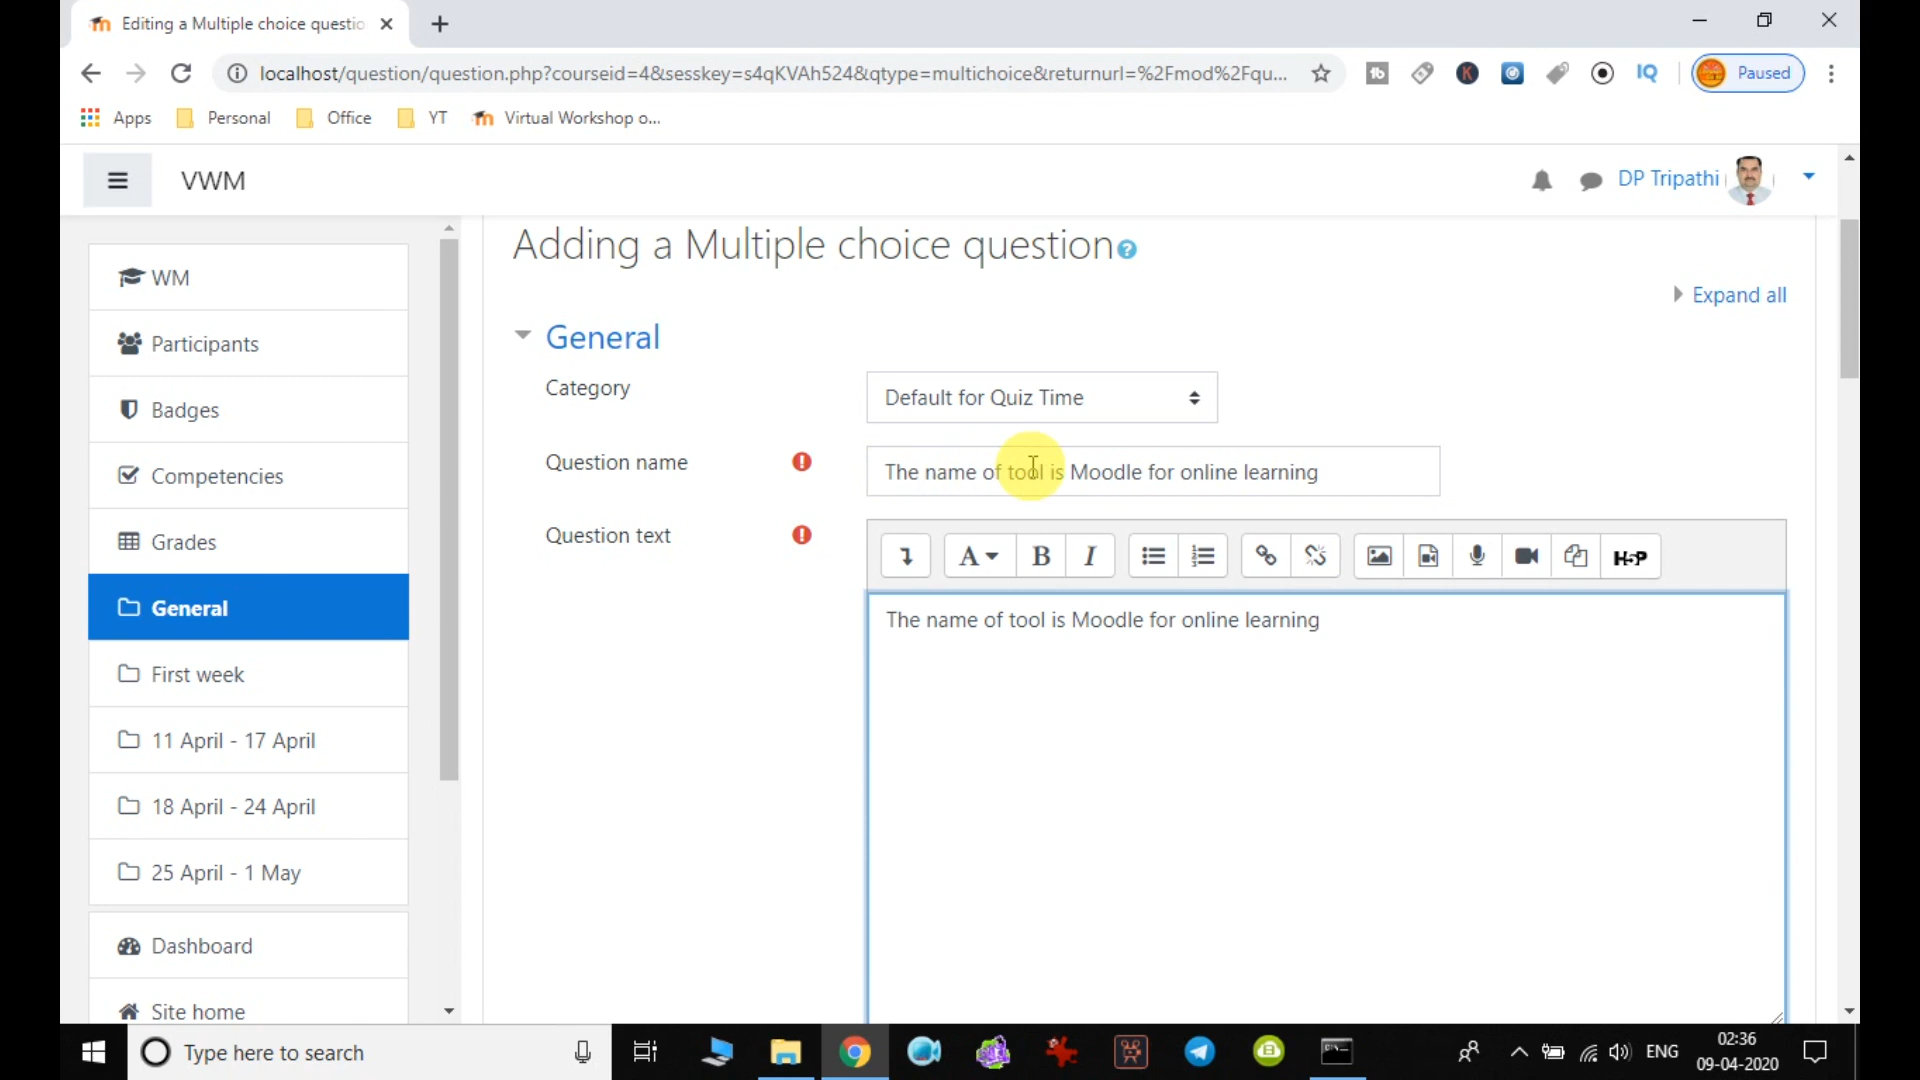 Editing a Multiple choice questio
localhost/question/question.php?courseid=4&sesskey=s4qKVAh524&qtype=multichoice&returnurl=%2Fmod%2Fqu...
Paused
Apps
Personal
Office
YT
Virtual Workshop o...
VWM
DP Tripathi
WM
Participants
Badges
Competencies
Grades
General
First week
11 April - 17 April
18 April - 24 April
25 April - 1 May
Dashboard
Site home
Adding a Multiple choice question
Expand all
General
Category
Default for Quiz Time
Question name
The name of tool is Moodle for online learning
Question text
A B I
H5P
The name of tool is Moodle for online learning
Type here to search
ENG
02:36
09-04-2020
IQ
K